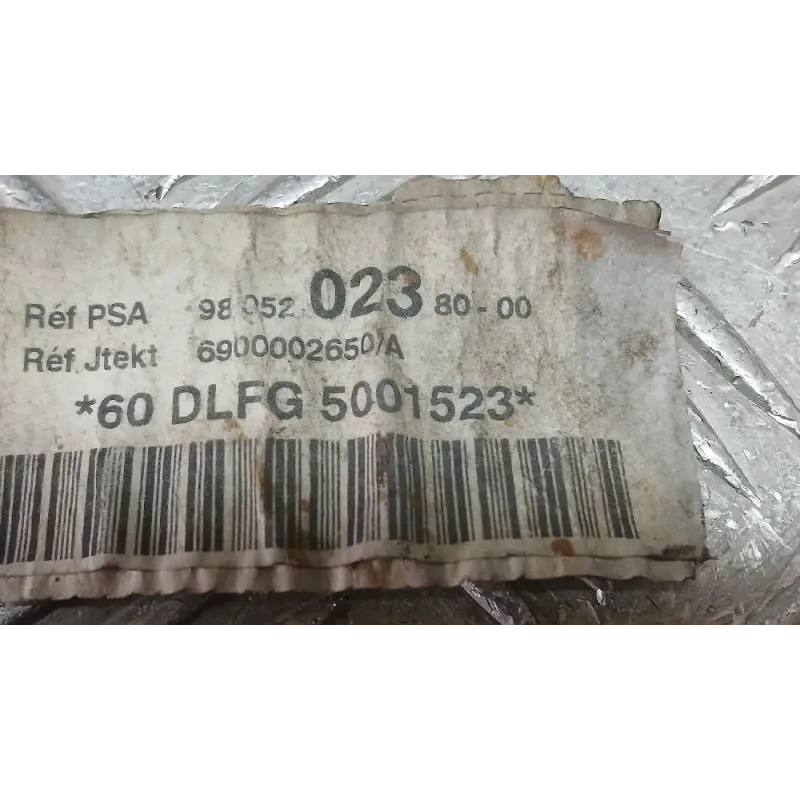 Réf PSA 98 052 023 80-00
Réf Jtekt 6900002650/A
*60 DLFG 5001523*